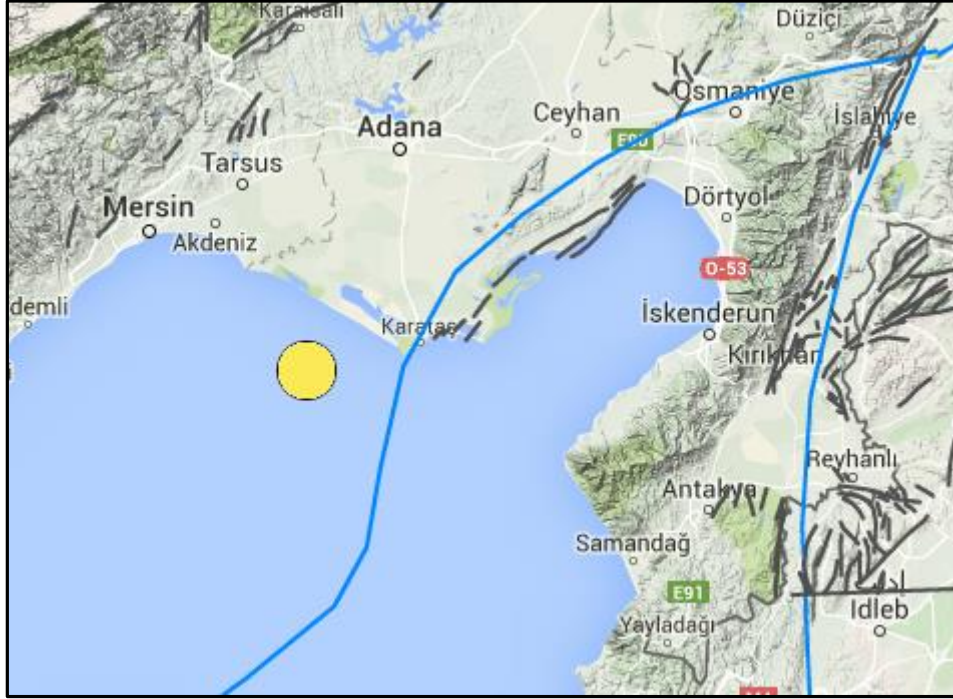 Karaisalı
Düziçi
Osmaniye
Ceyhan
İslahiye
Adana
E90
Tarsus
Dörtyol
Mersin
Akdeniz
O-53
demli
İskenderun
Karataş
Kırıkhan
Reyhanlı
Antakya
Samandağ
E91
Idleb
Yayladağı